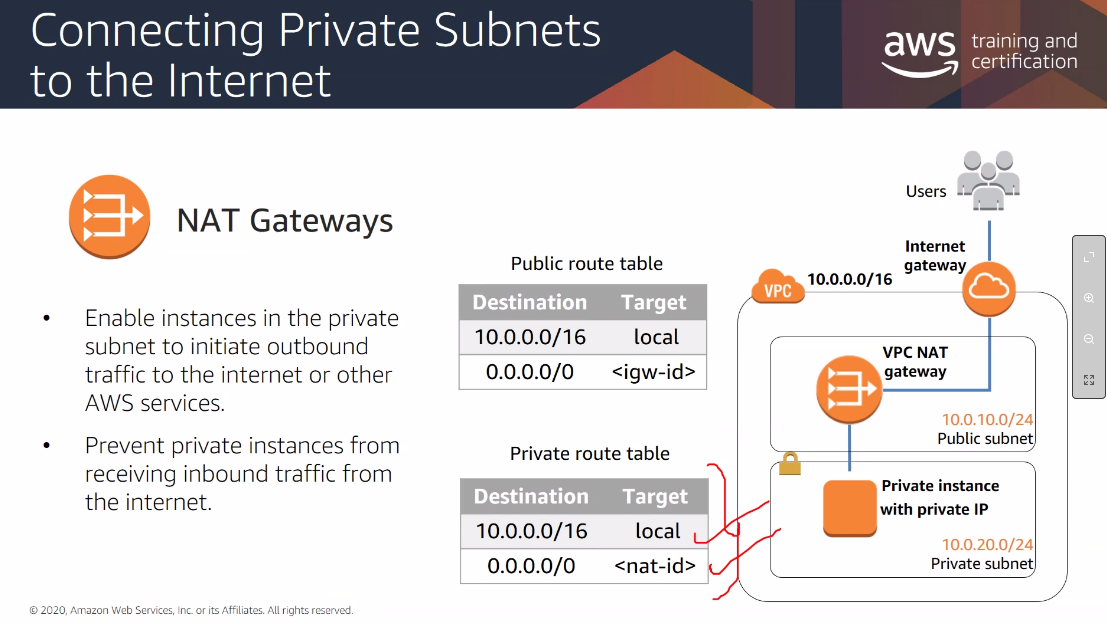 Connecting Private Subnets
to the Internet
aws training and
certification
NAT Gateways
• Enable instances in the private
subnet to initiate outbound
traffic to the internet or other
AWS services.
• Prevent private instances from
receiving inbound traffic from
the internet.
Public route table
Destination Target
10.0.0.0/16 local
0.0.0.0/0 <igw-id>
Private route table
Destination Target
10.0.0.0/16 local
0.0.0.0/0 <nat-id>
Users
Internet
gateway
VPC 10.0.0.0/16
VPC NAT
gateway
10.0.10.0/24
Public subnet
Private instance
with private IP
10.0.20.0/24
Private subnet
© 2020, Amazon Web Services, Inc. or its Affiliates. All rights reserved.